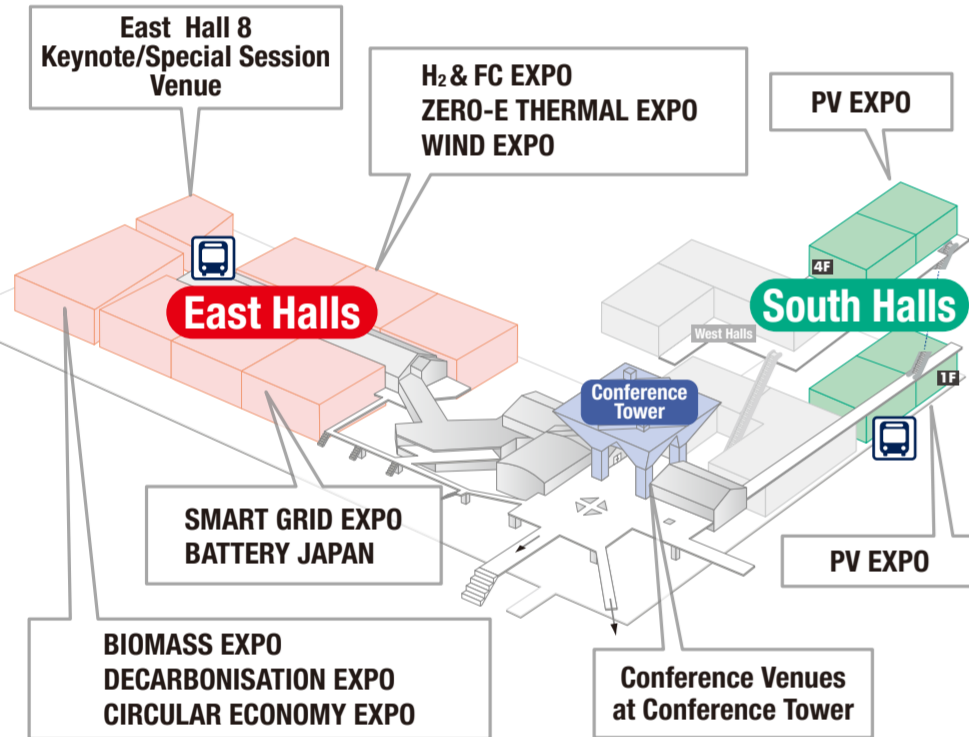 East Hall 8
Keynote/Special Session
Venue
H₂ & FC EXPO
ZERO-E THERMAL EXPO
WIND EXPO
PV EXPO
4F
East Halls
South Halls
West Halls
1F
Conference
Tower
SMART GRID EXPO
BATTERY JAPAN
PV EXPO
BIOMASS EXPO
DECARBONISATION EXPO
CIRCULAR ECONOMY EXPO
Conference Venues
at Conference Tower